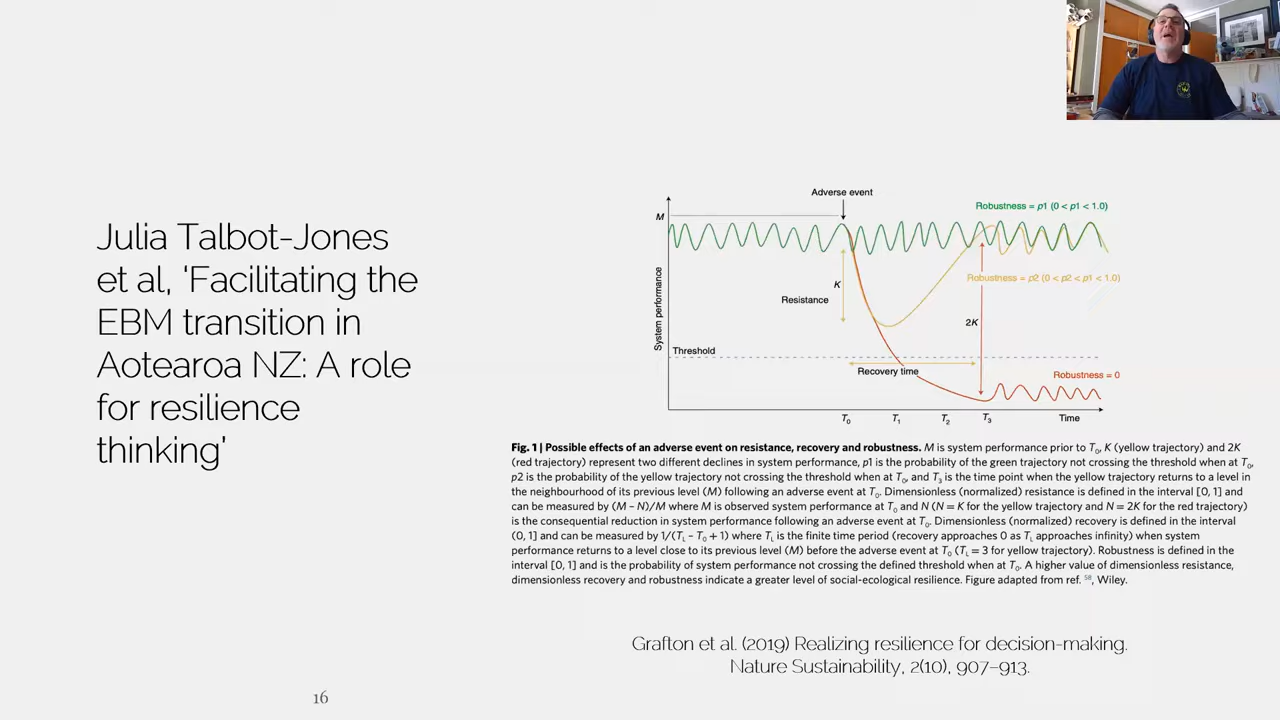 Julia Talbot-Jones
et al, 'Facilitating the
EBM transition in
Aotearoa NZ: A role
for resilience
thinking'
Adverse event
M
Robustness = p1 (0 < p1 < 1.0)
K
Resistance
Robustness = p2 (0 < p2 < p1 < 1.0)
2K
System performance
Threshold
Recovery time
Robustness = 0
T0
T1
T2
T3
Time
Fig. 1 | Possible effects of an adverse event on resistance, recovery and robustness. M is system performance prior to T0, K (yellow trajectory) and 2K
(red trajectory) represent two different declines in system performance, p1 is the probability of the green trajectory not crossing the threshold when at T0,
p2 is the probability of the yellow trajectory not crossing the threshold when at T0, and T3 is the time point when the yellow trajectory returns to a level in
the neighbourhood of its previous level (M) following an adverse event at T0. Dimensionless (normalized) resistance is defined in the interval [0, 1] and
can be measured by (M – N)/M where M is observed system performance at T0 and N (N = K for the yellow trajectory and N = 2K for the red trajectory)
is the consequential reduction in system performance following an adverse event at T0. Dimensionless (normalized) recovery is defined in the interval
(0, 1] and can be measured by 1/(TL – T0 + 1) where TL is the finite time period (recovery approaches 0 as TL approaches infinity) when system
performance returns to a level close to its previous level (M) before the adverse event at T0 (TL = 3 for yellow trajectory). Robustness is defined in the
interval [0, 1] and is the probability of system performance not crossing the defined threshold when at T0. A higher value of dimensionless resistance,
dimensionless recovery and robustness indicate a greater level of social-ecological resilience. Figure adapted from ref. 58, Wiley.
Grafton et al. (2019) Realizing resilience for decision-making.
Nature Sustainability, 2(10), 907–913.
16